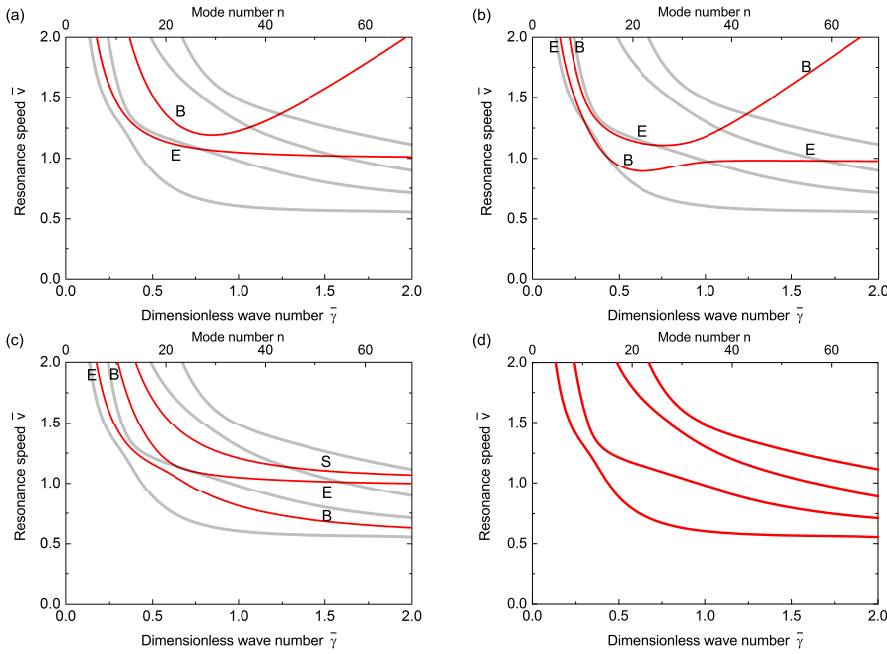 (a)
Mode number n
0 20 40 60
2.0
1.5
1.0
0.5
0.0
Resonance speed v̄
B
E
0.0 0.5 1.0 1.5 2.0
Dimensionless wave number γ̄
(b)
Mode number n
0 20 40 60
2.0
1.5
1.0
0.5
0.0
Resonance speed v̄
E B
B
E
E
B
0.0 0.5 1.0 1.5 2.0
Dimensionless wave number γ̄
(c)
Mode number n
0 20 40 60
2.0
1.5
1.0
0.5
0.0
Resonance speed v̄
E B
S
E
B
0.0 0.5 1.0 1.5 2.0
Dimensionless wave number γ̄
(d)
Mode number n
0 20 40 60
2.0
1.5
1.0
0.5
0.0
Resonance speed v̄
0.0 0.5 1.0 1.5 2.0
Dimensionless wave number γ̄